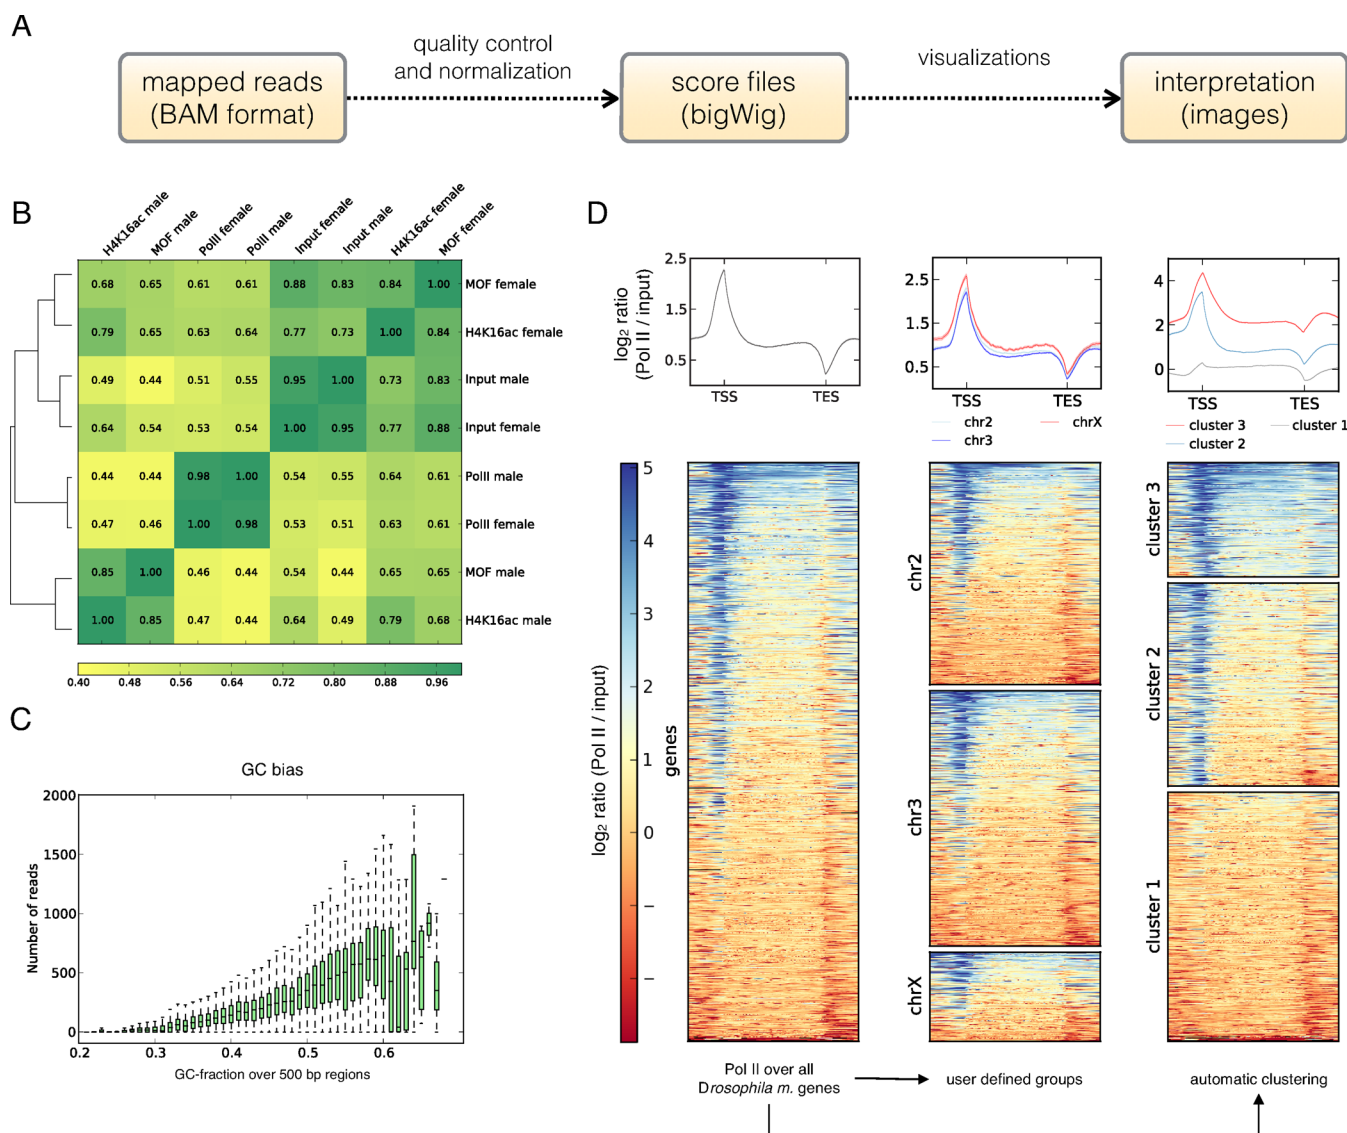 A
mapped reads
(BAM format)
quality control
and normalization
score files
(bigWig)
visualizations
interpretation
(images)
B
H4K16ac male
MOF male
PolII female
PolII male
Input female
Input male
H4K16ac female
MOF female
0.68 0.65 0.61 0.61 0.88 0.83 0.84 1.00 MOF female
0.79 0.65 0.63 0.64 0.77 0.73 1.00 0.84 H4K16ac female
0.49 0.44 0.51 0.55 0.95 1.00 0.73 0.83 Input male
0.64 0.54 0.53 0.54 1.00 0.95 0.77 0.88 Input female
0.44 0.44 0.98 1.00 0.54 0.55 0.64 0.61 PolII male
0.47 0.46 1.00 0.98 0.53 0.51 0.63 0.61 PolII female
0.85 1.00 0.46 0.44 0.54 0.44 0.65 0.65 MOF male
1.00 0.85 0.47 0.44 0.64 0.49 0.79 0.68 H4K16ac male
0.40 0.48 0.56 0.64 0.72 0.80 0.88 0.96
C
GC bias
Number of reads
2000
1500
1000
500
0
0.2 0.3 0.4 0.5 0.6
GC-fraction over 500 bp regions
D
log2 ratio
(Pol II / input)
2.5
1.5
0.5
TSS TES
2.5
1.5
0.5
TSS TES
chr2 chrX
chr3
4
2
0
TSS TES
cluster 3 cluster 1
cluster 2
log2 ratio (Pol II / input)
5
4
3
2
1
0
–
–
genes
chr2
chr3
chrX
cluster 3
cluster 2
cluster 1
Pol II over all
Drosophila m. genes
user defined groups
automatic clustering